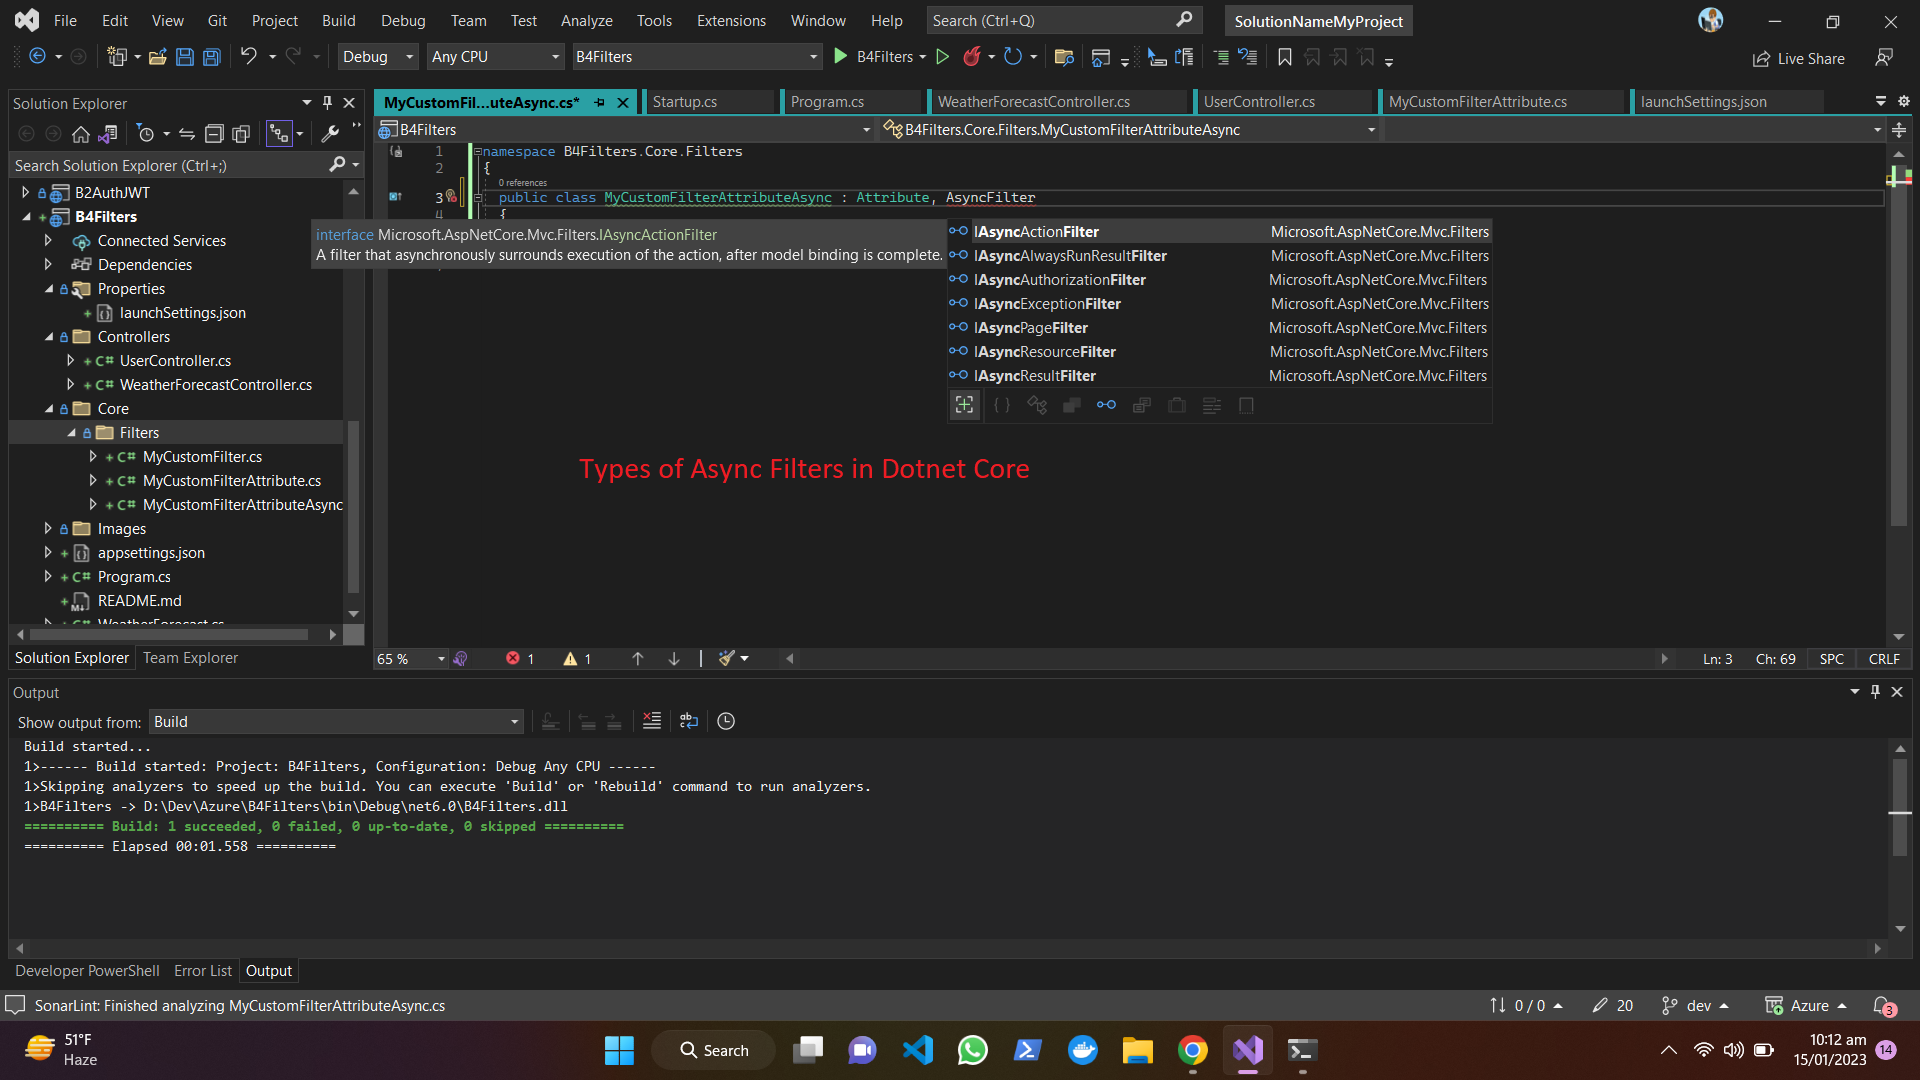 File Edit View Git Project Build Debug Team Test Analyze Tools Extensions Window Help Search (Ctrl+Q) SolutionNameMyProject
Debug Any CPU B4Filters B4Filters Live Share
Solution Explorer
MyCustomFil...uteAsync.cs* Startup.cs Program.cs WeatherForecastController.cs UserController.cs MyCustomFilterAttribute.cs launchSettings.json
B4Filters B4Filters.Core.Filters.MyCustomFilterAttributeAsync
Search Solution Explorer (Ctrl+;)
B2AuthJWT
B4Filters
Connected Services
Dependencies
Properties
launchSettings.json
Controllers
C# UserController.cs
C# WeatherForecastController.cs
Core
Filters
C# MyCustomFilter.cs
C# MyCustomFilterAttribute.cs
C# MyCustomFilterAttributeAsync
Images
appsettings.json
C# Program.cs
README.md
WeatherForecast.cs
Solution Explorer Team Explorer
1 namespace B4Filters.Core.Filters
2 {
0 references
3 public class MyCustomFilterAttributeAsync : Attribute, AsyncFilter
4 {
interface Microsoft.AspNetCore.Mvc.Filters.IAsyncActionFilter
A filter that asynchronously surrounds execution of the action, after model binding is complete.
IAsyncActionFilter Microsoft.AspNetCore.Mvc.Filters
IAsyncAlwaysRunResultFilter Microsoft.AspNetCore.Mvc.Filters
IAsyncAuthorizationFilter Microsoft.AspNetCore.Mvc.Filters
IAsyncExceptionFilter Microsoft.AspNetCore.Mvc.Filters
IAsyncPageFilter Microsoft.AspNetCore.Mvc.Filters
IAsyncResourceFilter Microsoft.AspNetCore.Mvc.Filters
IAsyncResultFilter Microsoft.AspNetCore.Mvc.Filters
Types of Async Filters in Dotnet Core
65 % 1 1 Ln: 3 Ch: 69 SPC CRLF
Output
Show output from: Build
Build started...
1>------ Build started: Project: B4Filters, Configuration: Debug Any CPU ------
1>Skipping analyzers to speed up the build. You can execute 'Build' or 'Rebuild' command to run analyzers.
1>B4Filters -> D:\Dev\Azure\B4Filters\bin\Debug\net6.0\B4Filters.dll
========== Build: 1 succeeded, 0 failed, 0 up-to-date, 0 skipped ==========
========== Elapsed 00:01.558 ==========
Developer PowerShell Error List Output
SonarLint: Finished analyzing MyCustomFilterAttributeAsync.cs 0 / 0 20 dev Azure 3
51°F
Haze
Search
10:12 am
15/01/2023
14